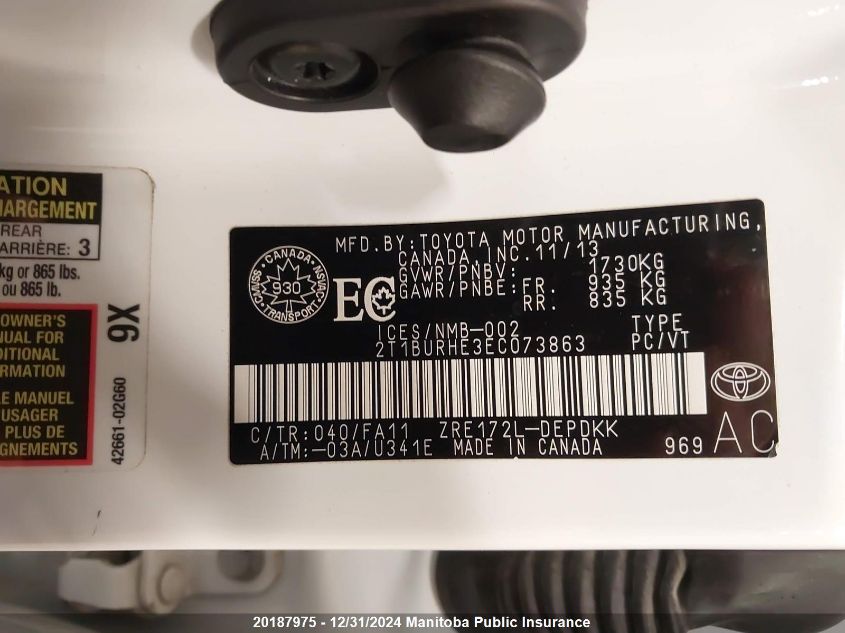 ATION
HARGEMENT
REAR
ARRIÈRE: 3
kg or 865 lbs.
ou 865 lb.
OWNER'S
NUAL FOR
DITIONAL
ORMATION
LE MANUEL
USAGER
PLUS DE
GNEMENTS
9X
42661-02G60
MFD.BY:TOYOTA MOTOR MANUFACTURING,
CANADA, INC.11/13
GVWR/PNBV: 1730KG
GAWR/PNBE:FR. 935 KG
RR. 835 KG
CANADA
930
TRANSPORT
EC
ICES/NMB-002
TYPE
2T1BURHE3EC073863
PC/VT
C/TR:040/FA11 ZRE172L-DEPDKK
A/TM:-03A/U341E MADE IN CANADA
969
AC
20187975 - 12/31/2024 Manitoba Public Insurance